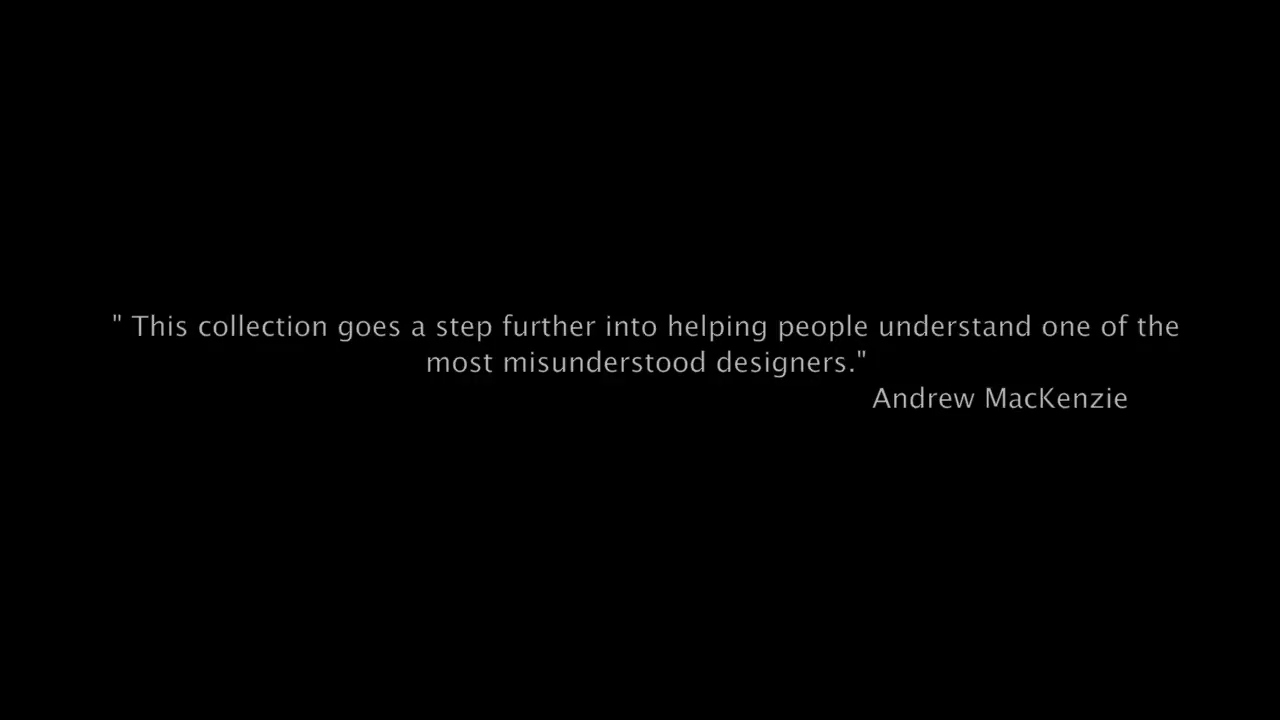 " This collection goes a step further into helping people understand one of the
most misunderstood designers."
Andrew MacKenzie